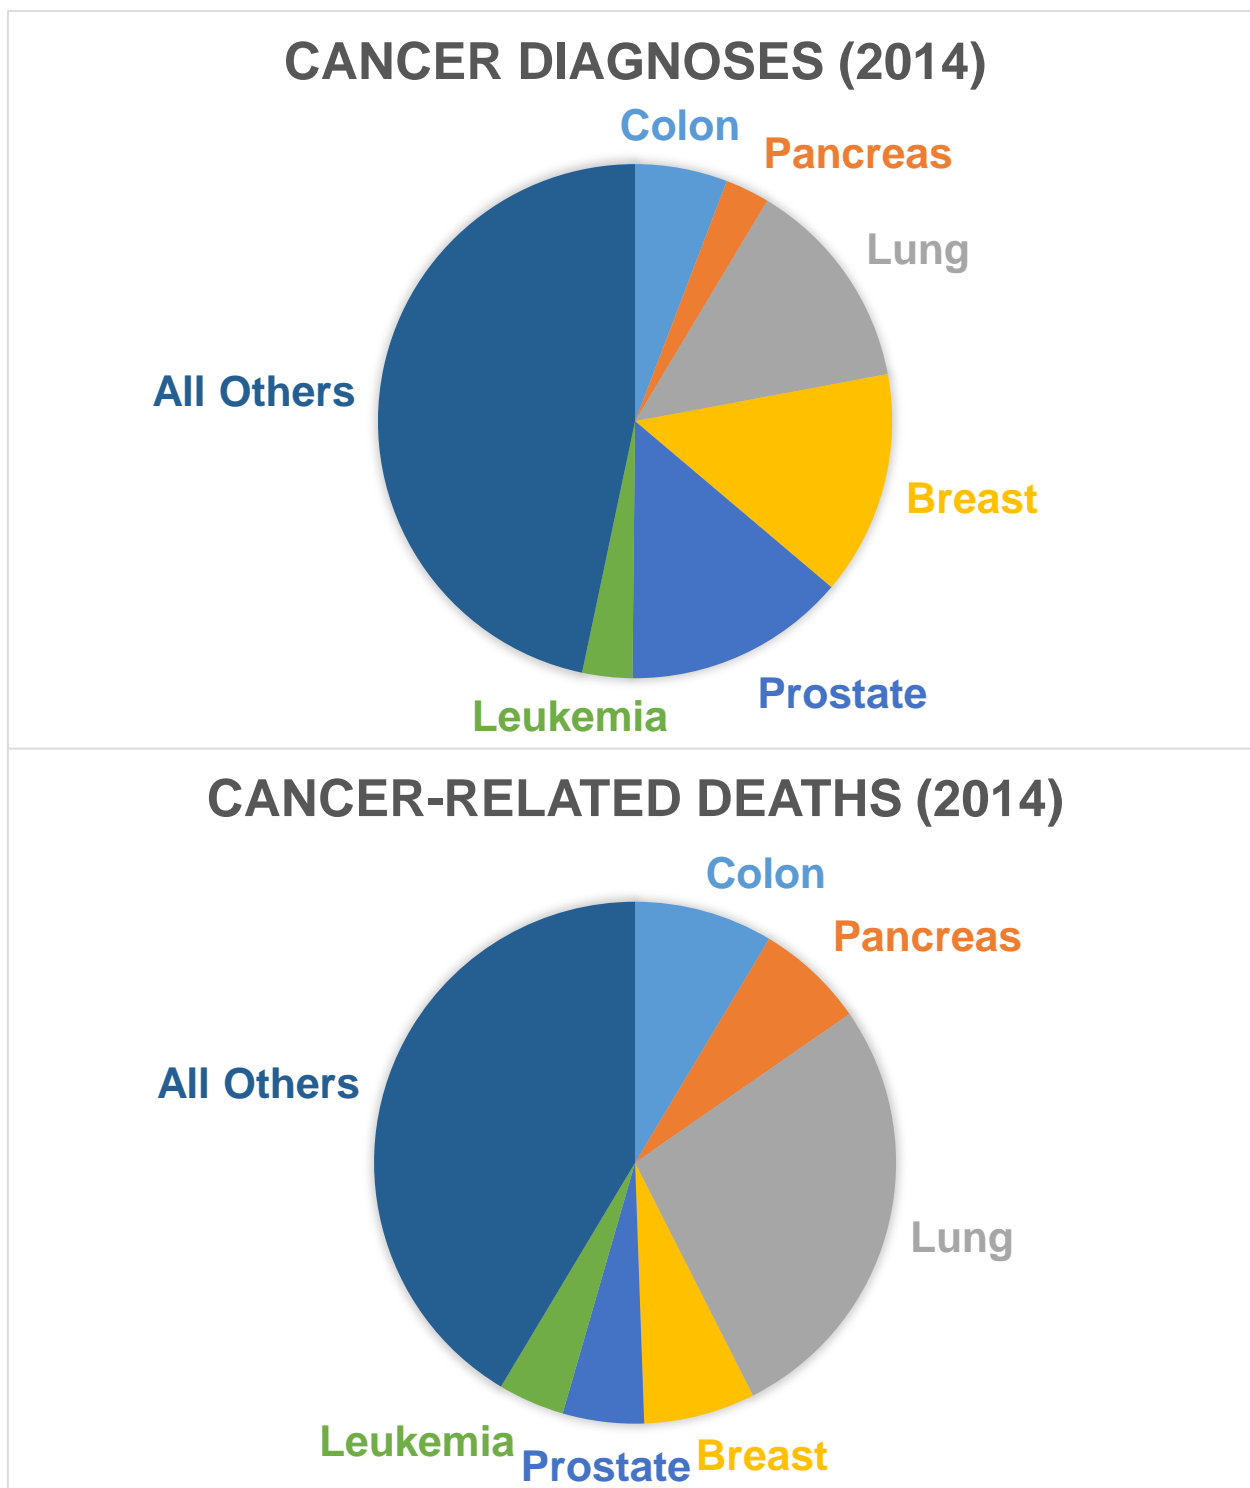 CANCER DIAGNOSES (2014)
Colon
Pancreas
Lung
All Others
Breast
Prostate
Leukemia
CANCER-RELATED DEATHS (2014)
Colon
Pancreas
All Others
Lung
Leukemia
Prostate
Breast